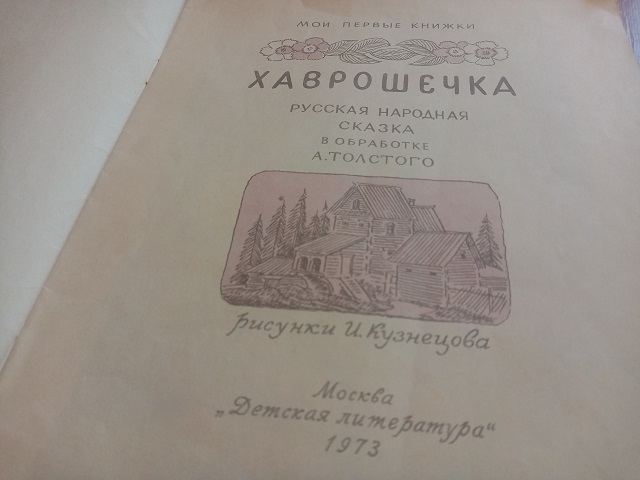 МОИ ПЕРВЫЕ КНИЖКИ
ХАВРОШЕЧКА
РУССКАЯ НАРОДНАЯ
СКАЗКА
В ОБРАБОТКЕ
А.ТОЛСТОГО
Рисунки И.Кузнецова
Москва
„Детская литература“
1973